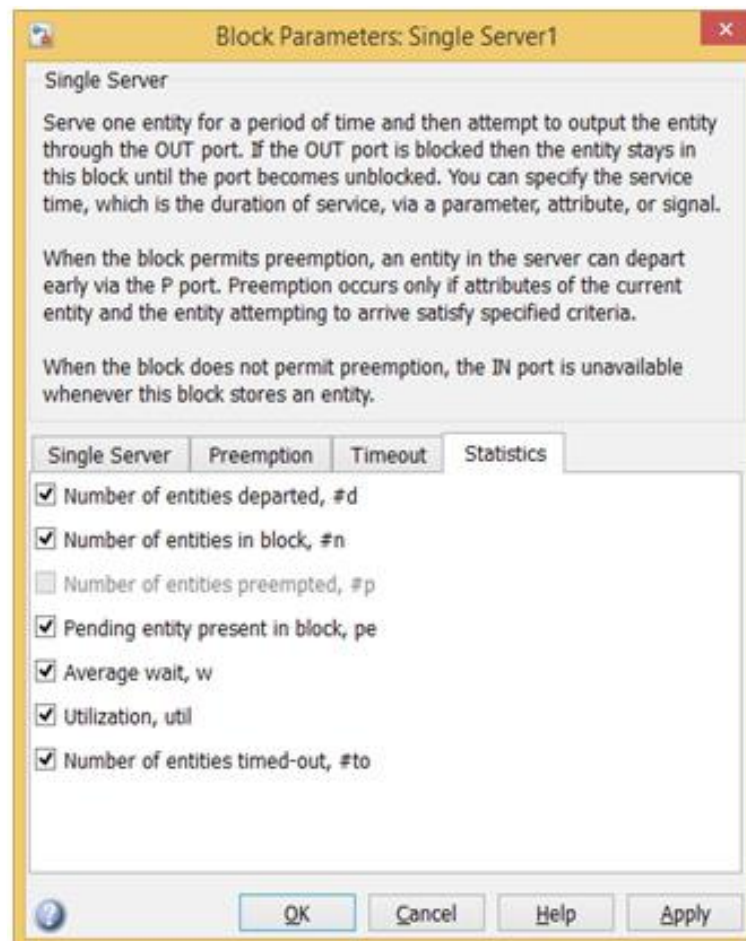 Block Parameters: Single Server1
Single Server
Serve one entity for a period of time and then attempt to output the entity
through the OUT port. If the OUT port is blocked then the entity stays in
this block until the port becomes unblocked. You can specify the service
time, which is the duration of service, via a parameter, attribute, or signal.
When the block permits preemption, an entity in the server can depart
early via the P port. Preemption occurs only if attributes of the current
entity and the entity attempting to arrive satisfy specified criteria.
When the block does not permit preemption, the IN port is unavailable
whenever this block stores an entity.
Single Server Preemption Timeout Statistics
Number of entities departed, #d
Number of entities in block, #n
Number of entities preempted, #p
Pending entity present in block, pe
Average wait, w
Utilization, util
Number of entities timed-out, #to
OK Cancel Help Apply